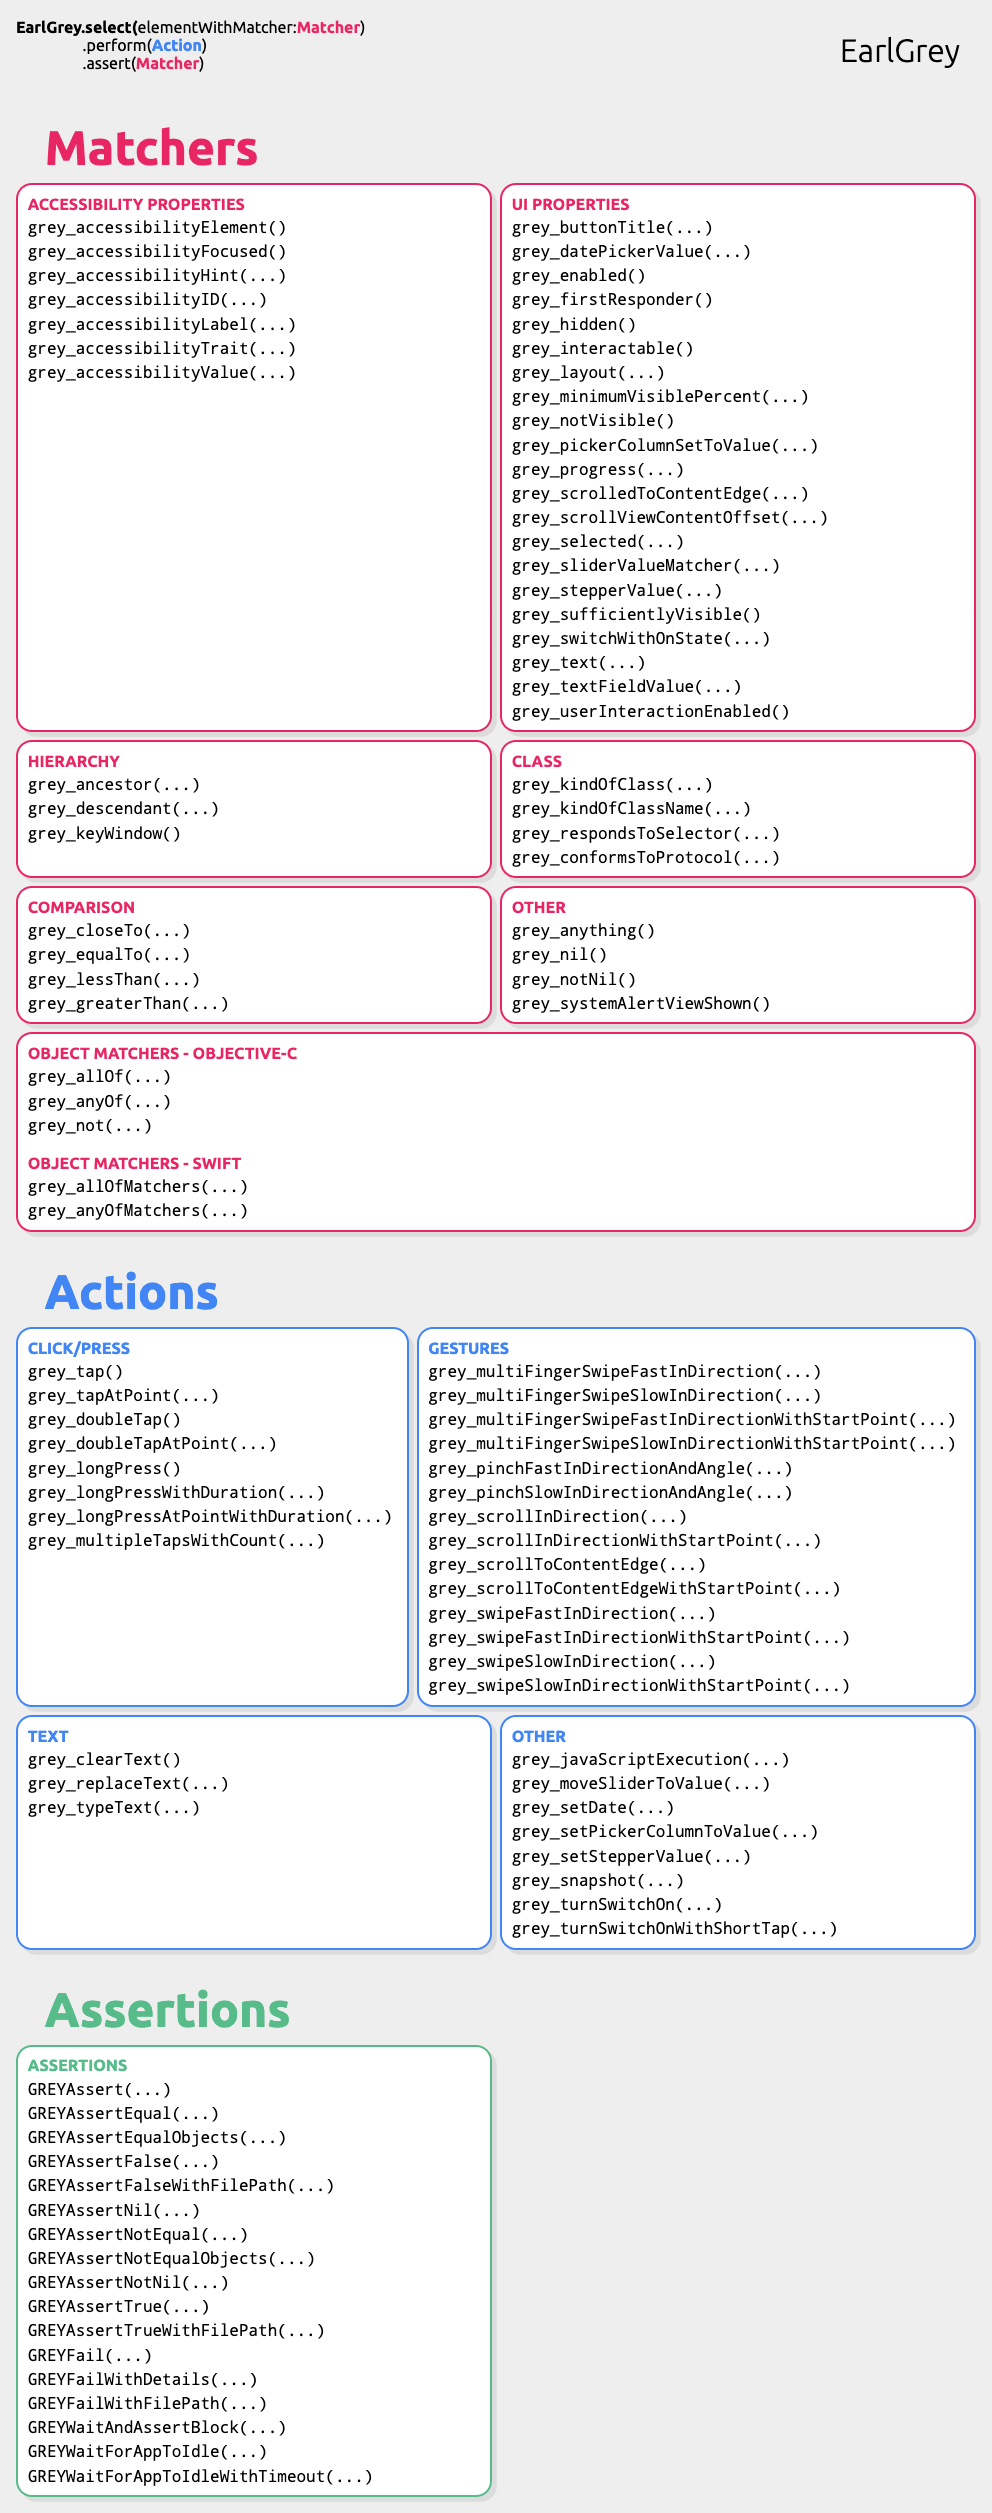 EarlGrey.select(elementWithMatcher:Matcher)
.perform(Action)
.assert(Matcher)
EarlGrey
Matchers
ACCESSIBILITY PROPERTIES
grey_accessibilityElement()
grey_accessibilityFocused()
grey_accessibilityHint(...)
grey_accessibilityID(...)
grey_accessibilityLabel(...)
grey_accessibilityTrait(...)
grey_accessibilityValue(...)
UI PROPERTIES
grey_buttonTitle(...)
grey_datePickerValue(...)
grey_enabled()
grey_firstResponder()
grey_hidden()
grey_interactable()
grey_layout(...)
grey_minimumVisiblePercent(...)
grey_notVisible()
grey_pickerColumnSetToValue(...)
grey_progress(...)
grey_scrolledToContentEdge(...)
grey_scrollViewContentOffset(...)
grey_selected(...)
grey_sliderValueMatcher(...)
grey_stepperValue(...)
grey_sufficientlyVisible()
grey_switchWithOnState(...)
grey_text(...)
grey_textFieldValue(...)
grey_userInteractionEnabled()
HIERARCHY
grey_ancestor(...)
grey_descendant(...)
grey_keyWindow()
CLASS
grey_kindOfClass(...)
grey_kindOfClassName(...)
grey_respondsToSelector(...)
grey_conformsToProtocol(...)
COMPARISON
grey_closeTo(...)
grey_equalTo(...)
grey_lessThan(...)
grey_greaterThan(...)
OTHER
grey_anything()
grey_nil()
grey_notNil()
grey_systemAlertViewShown()
OBJECT MATCHERS - OBJECTIVE-C
grey_allOf(...)
grey_anyOf(...)
grey_not(...)
OBJECT MATCHERS - SWIFT
grey_allOfMatchers(...)
grey_anyOfMatchers(...)
Actions
CLICK/PRESS
grey_tap()
grey_tapAtPoint(...)
grey_doubleTap()
grey_doubleTapAtPoint(...)
grey_longPress()
grey_longPressWithDuration(...)
grey_longPressAtPointWithDuration(...)
grey_multipleTapsWithCount(...)
GESTURES
grey_multiFingerSwipeFastInDirection(...)
grey_multiFingerSwipeSlowInDirection(...)
grey_multiFingerSwipeFastInDirectionWithStartPoint(...)
grey_multiFingerSwipeSlowInDirectionWithStartPoint(...)
grey_pinchFastInDirectionAndAngle(...)
grey_pinchSlowInDirectionAndAngle(...)
grey_scrollInDirection(...)
grey_scrollInDirectionWithStartPoint(...)
grey_scrollToContentEdge(...)
grey_scrollToContentEdgeWithStartPoint(...)
grey_swipeFastInDirection(...)
grey_swipeFastInDirectionWithStartPoint(...)
grey_swipeSlowInDirection(...)
grey_swipeSlowInDirectionWithStartPoint(...)
TEXT
grey_clearText()
grey_replaceText(...)
grey_typeText(...)
OTHER
grey_javaScriptExecution(...)
grey_moveSliderToValue(...)
grey_setDate(...)
grey_setPickerColumnToValue(...)
grey_setStepperValue(...)
grey_snapshot(...)
grey_turnSwitchOn(...)
grey_turnSwitchOnWithShortTap(...)
Assertions
ASSERTIONS
GREYAssert(...)
GREYAssertEqual(...)
GREYAssertEqualObjects(...)
GREYAssertFalse(...)
GREYAssertFalseWithFilePath(...)
GREYAssertNil(...)
GREYAssertNotEqual(...)
GREYAssertNotEqualObjects(...)
GREYAssertNotNil(...)
GREYAssertTrue(...)
GREYAssertTrueWithFilePath(...)
GREYFail(...)
GREYFailWithDetails(...)
GREYFailWithFilePath(...)
GREYWaitAndAssertBlock(...)
GREYWaitForAppToIdle(...)
GREYWaitForAppToIdleWithTimeout(...)